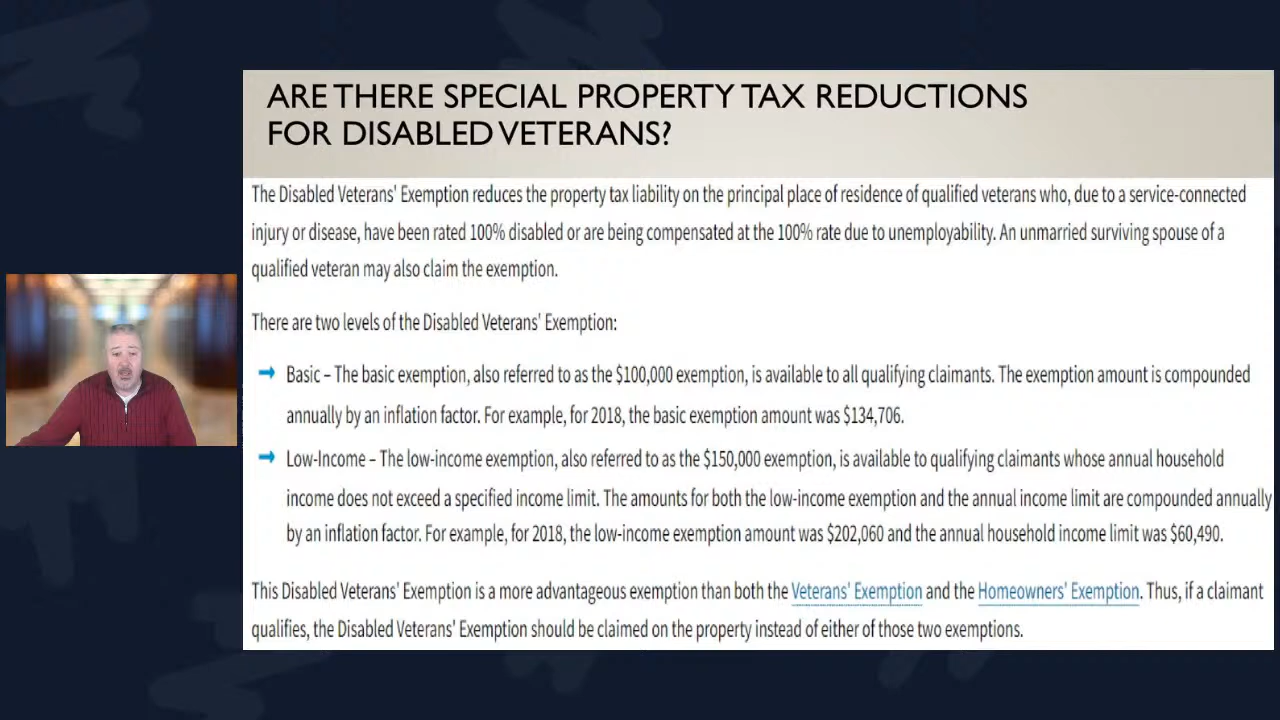 ARE THERE SPECIAL PROPERTY TAX REDUCTIONS
FOR DISABLED VETERANS?
The Disabled Veterans' Exemption reduces the property tax liability on the principal place of residence of qualified veterans who, due to a service-connected
injury or disease, have been rated 100% disabled or are being compensated at the 100% rate due to unemployability. An unmarried surviving spouse of a
qualified veteran may also claim the exemption.
There are two levels of the Disabled Veterans' Exemption:
Basic – The basic exemption, also referred to as the $100,000 exemption, is available to all qualifying claimants. The exemption amount is compounded
annually by an inflation factor. For example, for 2018, the basic exemption amount was $134,706.
Low-Income – The low-income exemption, also referred to as the $150,000 exemption, is available to qualifying claimants whose annual household
income does not exceed a specified income limit. The amounts for both the low-income exemption and the annual income limit are compounded annually
by an inflation factor. For example, for 2018, the low-income exemption amount was $202,060 and the annual household income limit was $60,490.
This Disabled Veterans' Exemption is a more advantageous exemption than both the Veterans' Exemption and the Homeowners' Exemption. Thus, if a claimant
qualifies, the Disabled Veterans' Exemption should be claimed on the property instead of either of those two exemptions.